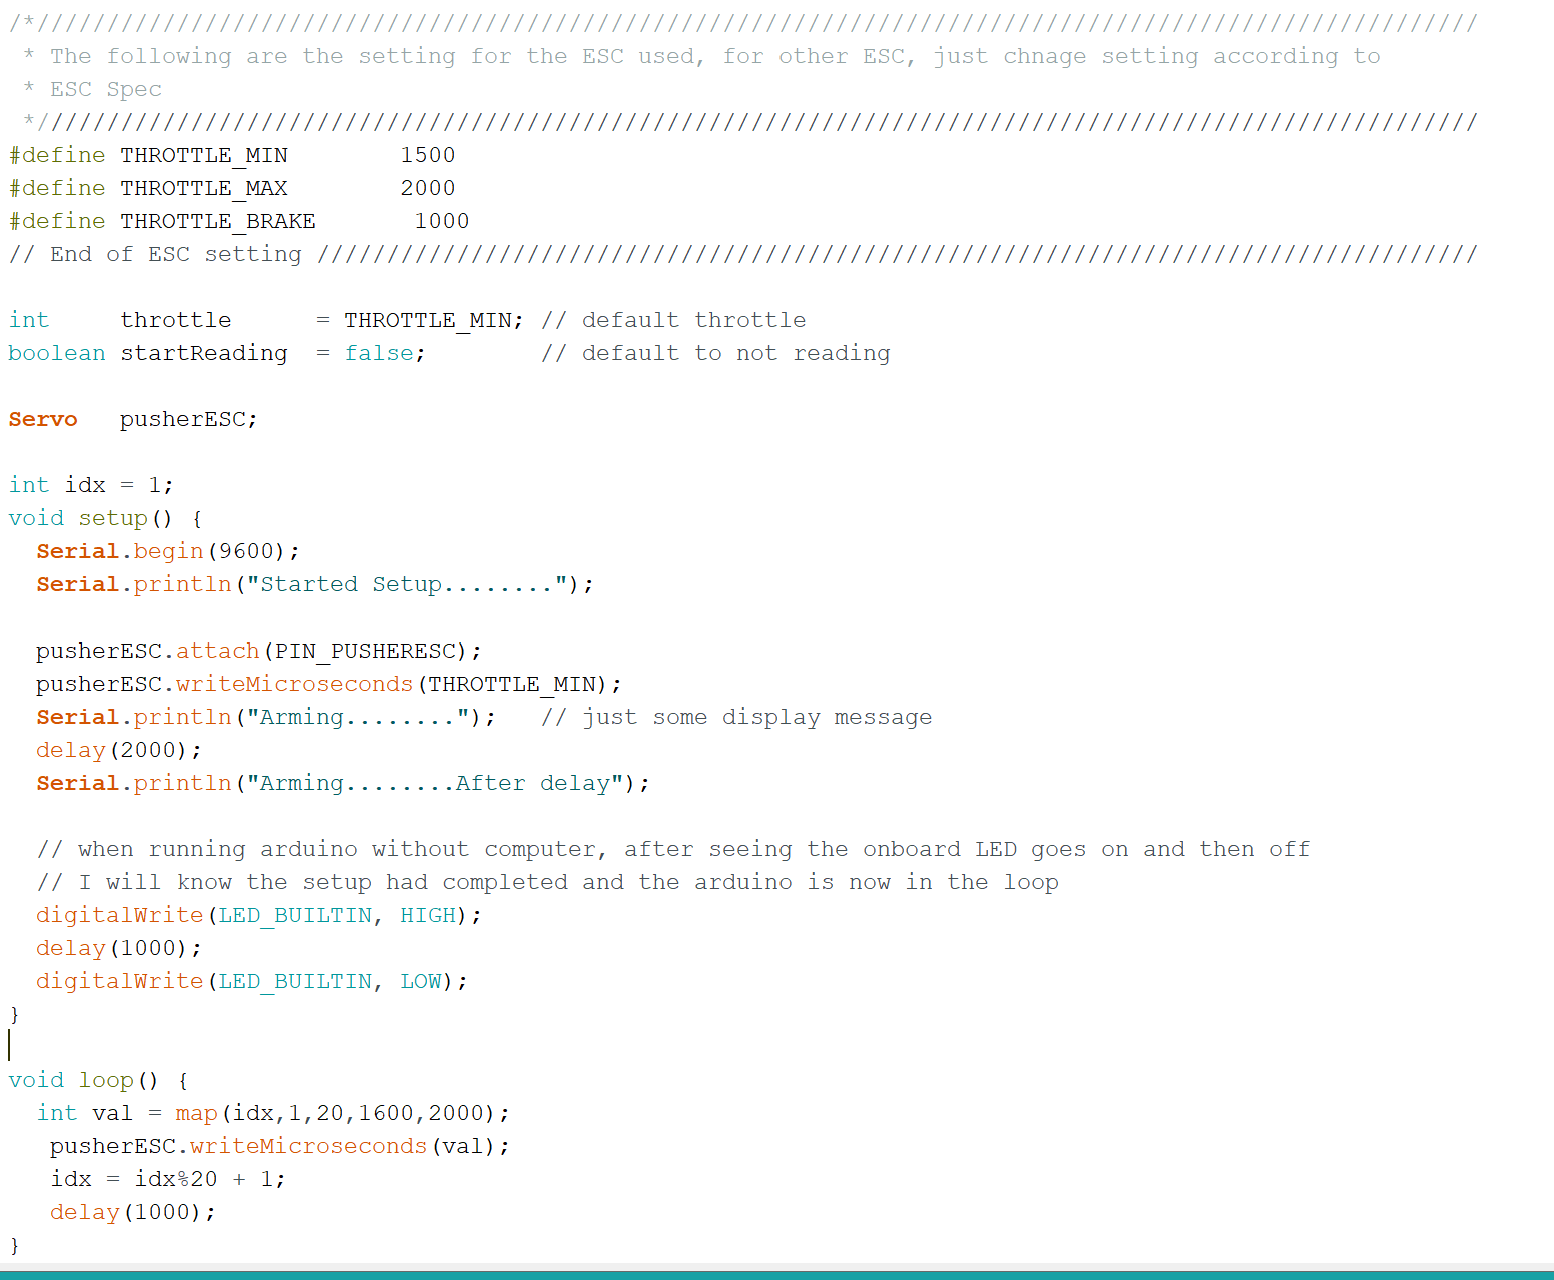 /*///////////////////////////////////////////////////////////////////////////////////////////////////////
 * The following are the setting for the ESC used, for other ESC, just chnage setting according to
 * ESC Spec
 *///////////////////////////////////////////////////////////////////////////////////////////////////////
#define THROTTLE_MIN        1500
#define THROTTLE_MAX        2000
#define THROTTLE_BRAKE       1000
// End of ESC setting ///////////////////////////////////////////////////////////////////////////////////
int     throttle      = THROTTLE_MIN; // default throttle
boolean startReading  = false;        // default to not reading
Servo   pusherESC;
int idx = 1;
void setup() {
  Serial.begin(9600);
  Serial.println("Started Setup........");
  pusherESC.attach(PIN_PUSHERESC);
  pusherESC.writeMicroseconds(THROTTLE_MIN);
  Serial.println("Arming........");   // just some display message
  delay(2000);
  Serial.println("Arming........After delay");
  // when running arduino without computer, after seeing the onboard LED goes on and then off
  // I will know the setup had completed and the arduino is now in the loop
  digitalWrite(LED_BUILTIN, HIGH);
  delay(1000);
  digitalWrite(LED_BUILTIN, LOW);
}
void loop() {
  int val = map(idx,1,20,1600,2000);
   pusherESC.writeMicroseconds(val);
   idx = idx%20 + 1;
   delay(1000);
}